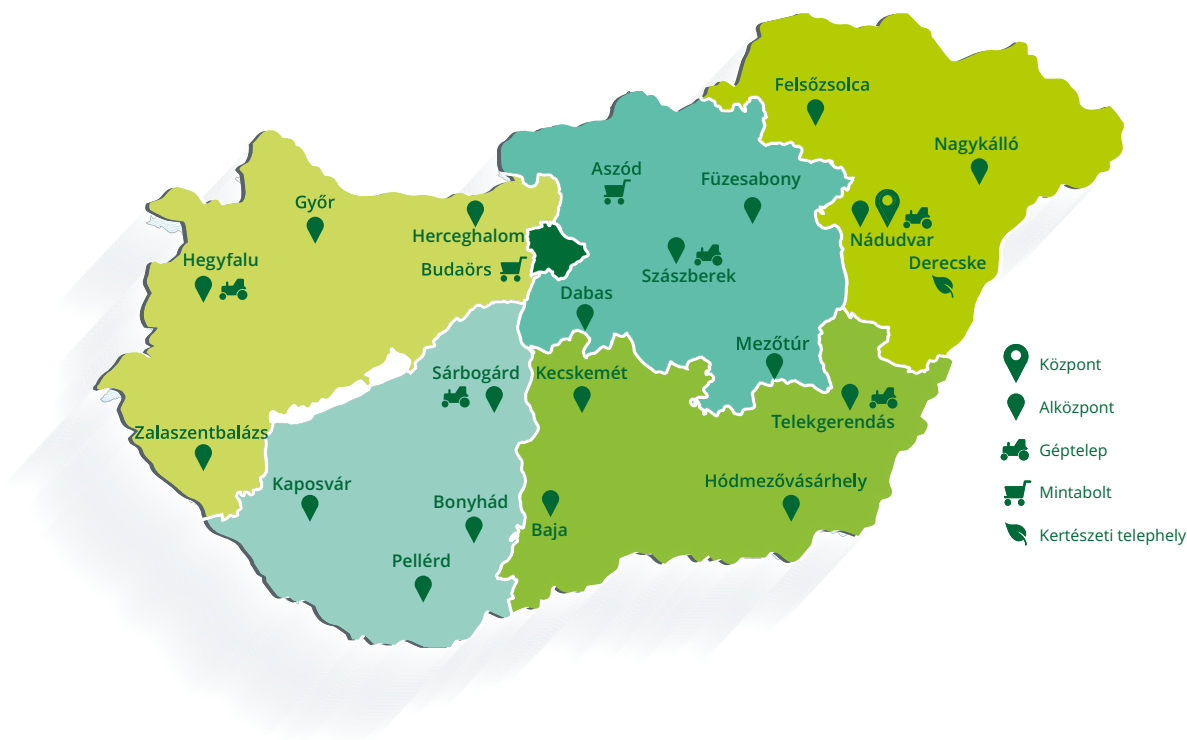 Felsőzsolca
Nagykálló
Aszód
Füzesabony
Győr
Herceghalom
Nádudvar
Hegyfalu
Budaörs
Szászberek
Derecske
Dabas
Mezőtúr
Sárbogárd
Kecskemét
Telekgerendás
Zalaszentbalázs
Kaposvár
Bonyhád
Hódmezővásárhely
Baja
Pellérd
Központ
Alközpont
Géptelep
Mintabolt
Kertészeti telephely